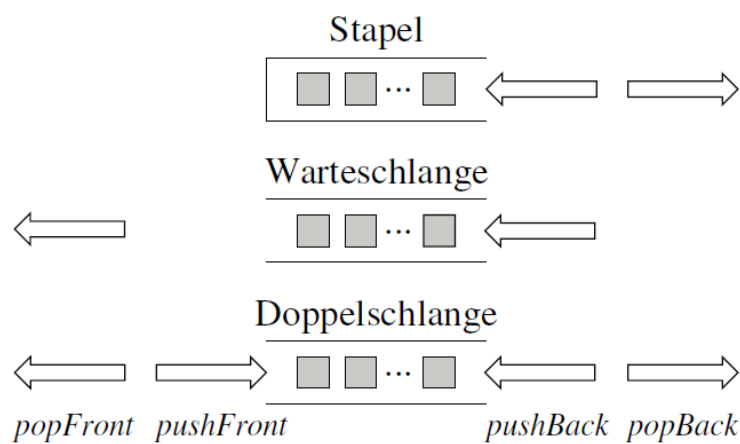 Stapel
...
Warteschlange
...
Doppelschlange
...
popFront pushFront pushBack popBack